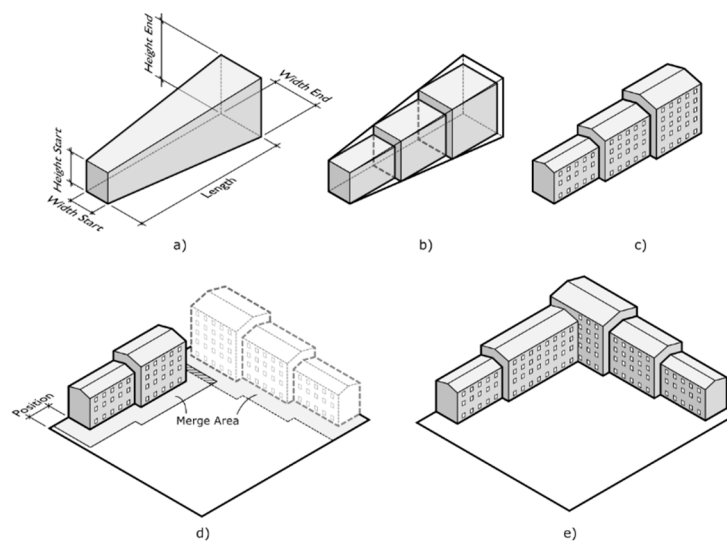 Height End
Width End
Height Start
Width Start
Length
a)
b)
c)
Position
Merge Area
d)
e)